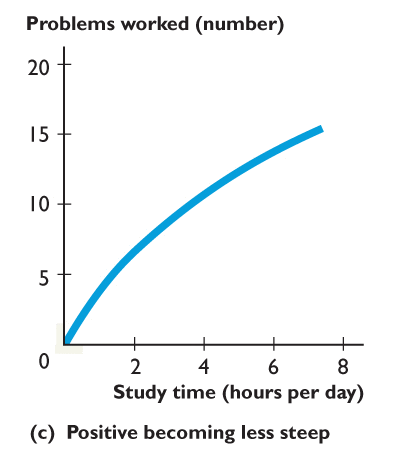 Problems worked (number)
20
15
10
5
0
2 4 6 8
Study time (hours per day)
(c) Positive becoming less steep